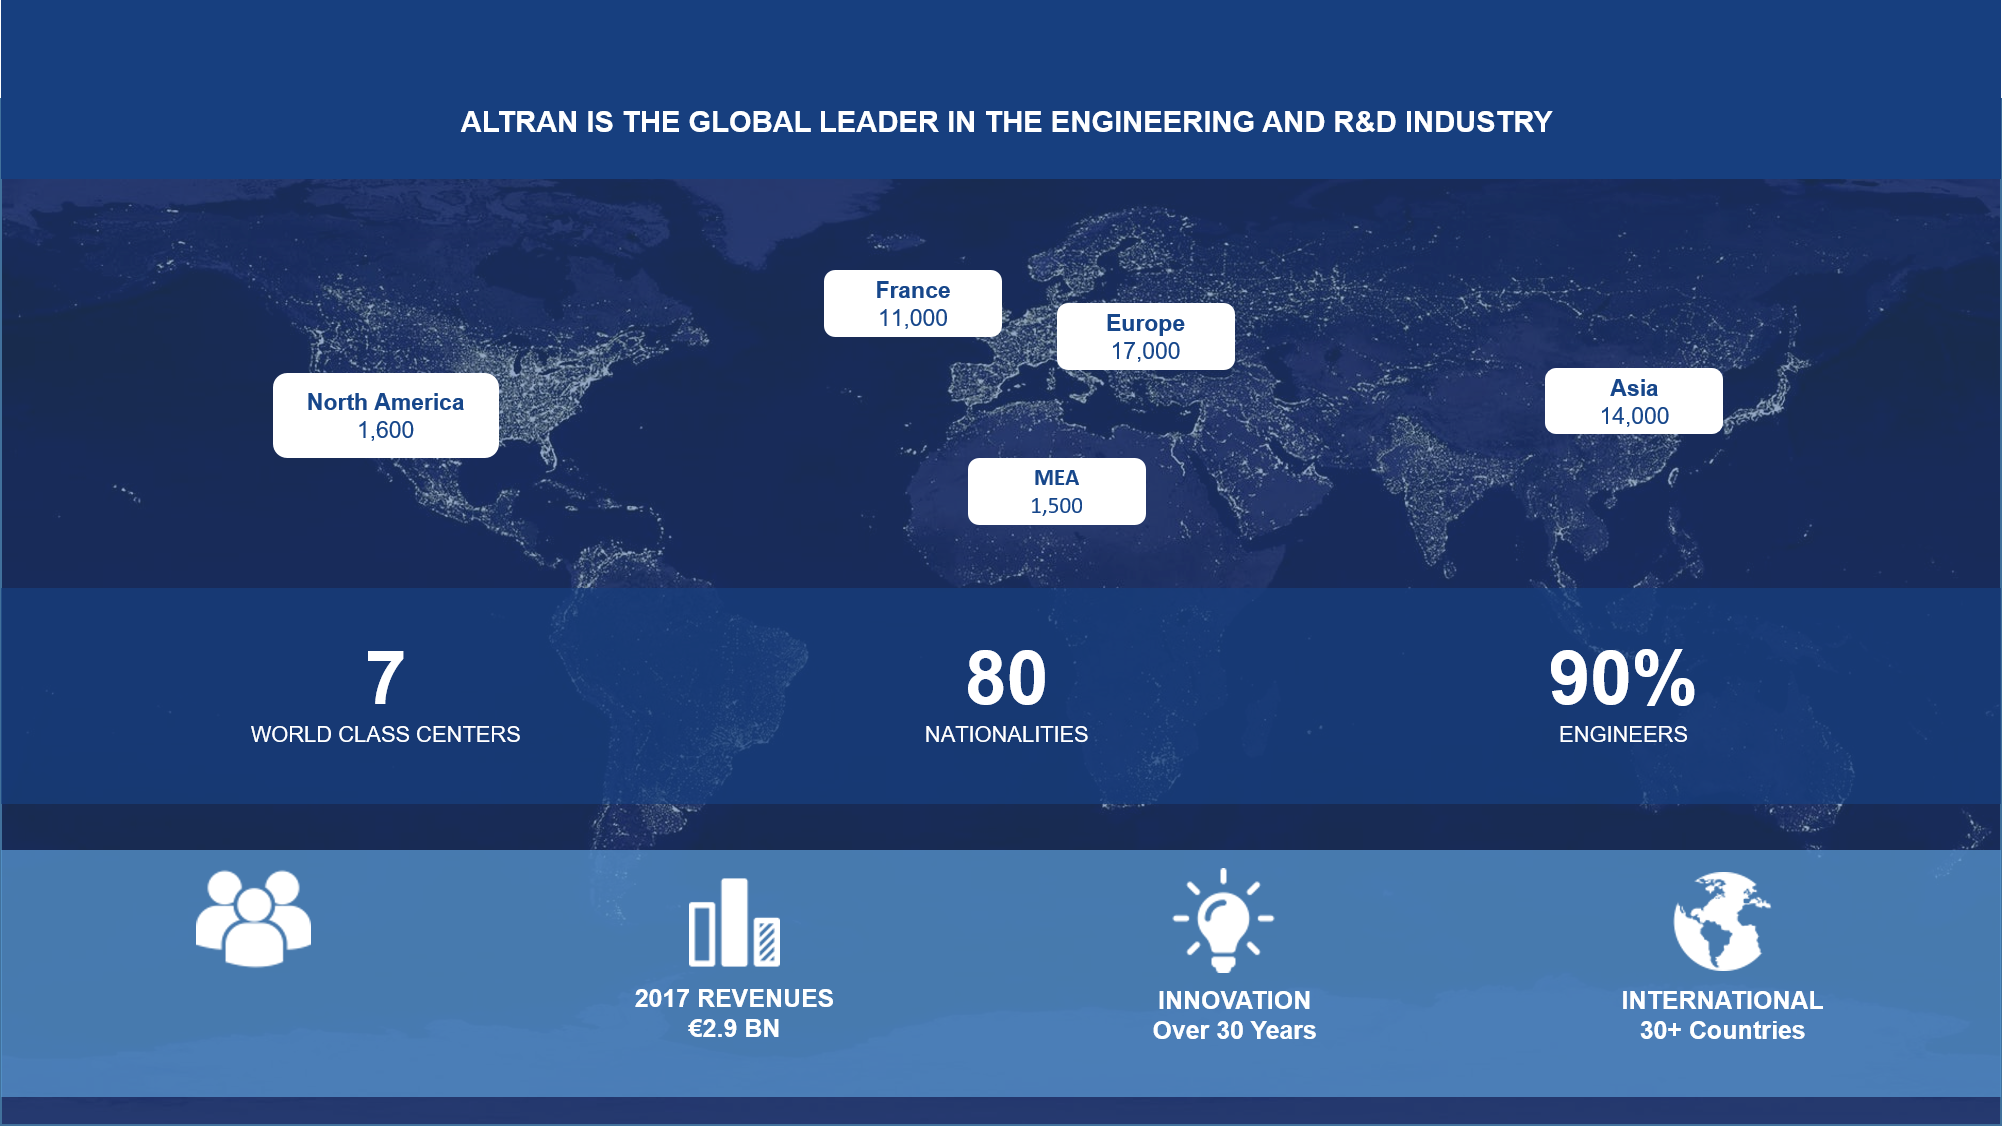 ALTRAN IS THE GLOBAL LEADER IN THE ENGINEERING AND R&D INDUSTRY
France
11,000
Europe
17,000
North America
1,600
Asia
14,000
MEA
1,500
7
WORLD CLASS CENTERS
80
NATIONALITIES
90%
ENGINEERS
2017 REVENUES
€2.9 BN
INNOVATION
Over 30 Years
INTERNATIONAL
30+ Countries